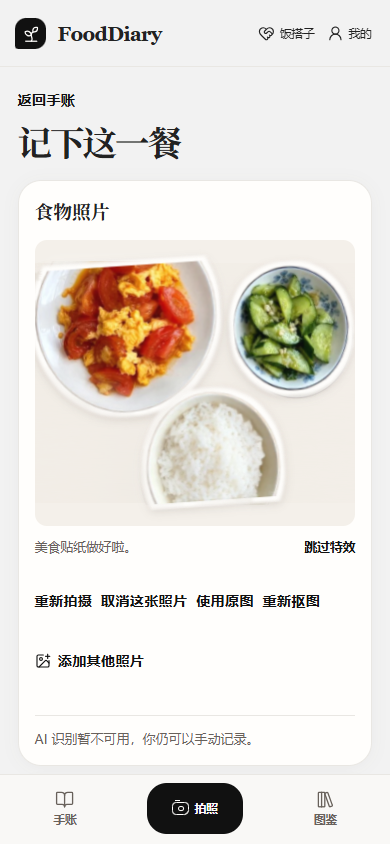 FoodDiary
饭搭子
我的
返回手账
记下这一餐
食物照片
美食贴纸做好啦。
跳过特效
重新拍摄 取消这张照片 使用原图 重新抠图
添加其他照片
AI 识别暂不可用，你仍可以手动记录。
手账
拍照
图鉴